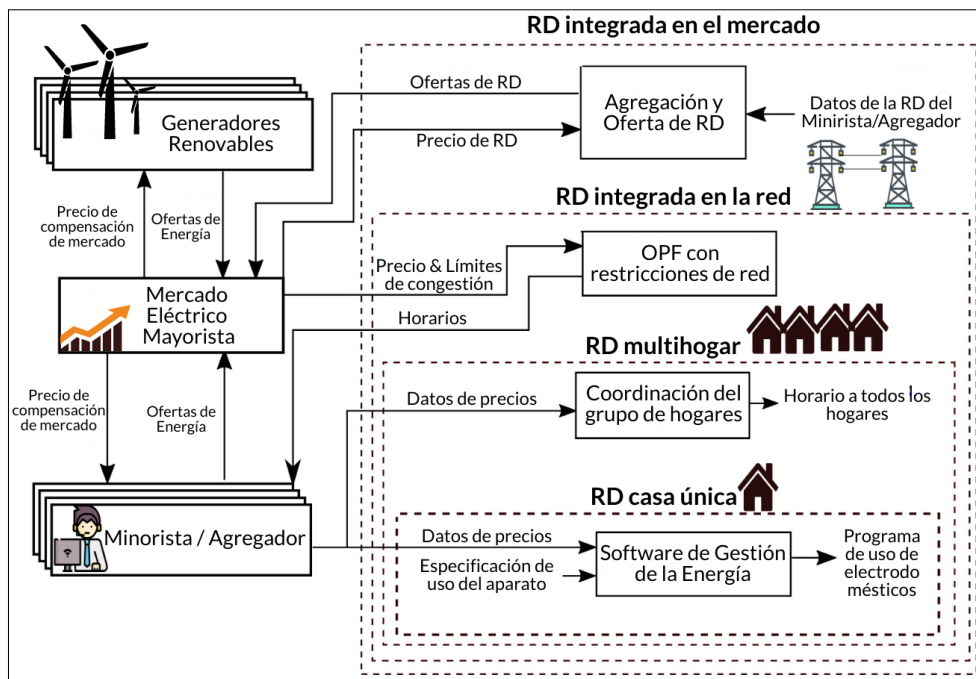 RD integrada en el mercado
Generadores
Renovables
Ofertas de RD
Precio de RD
Agregación y
Oferta de RD
Datos de la RD del
Minirista/Agregador
Precio de
compensación
de mercado
Ofertas de
Energía
RD integrada en la red
Mercado
Eléctrico
Mayorista
Precio & Límites
de congestión
Horarios
OPF con
restricciones de red
RD multihogar
Precio de
compensación
de mercado
Ofertas de
Energía
Datos de precios
Coordinación del
grupo de hogares
Horario a todos los
hogares
RD casa única
Minorista / Agregador
Datos de precios
Especificación de
uso del aparato
Software de Gestión
de la Energía
Programa
de uso de
electrodo
mésticos